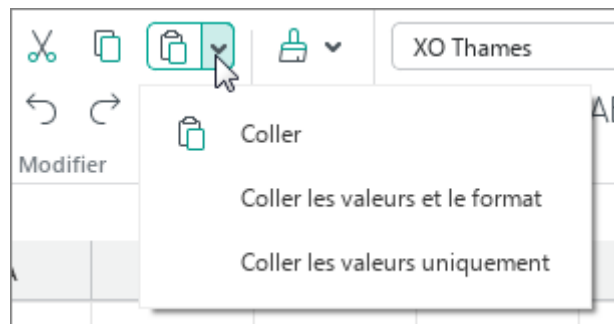 XO Thames
Modifier
Coller
Coller les valeurs et le format
Coller les valeurs uniquement